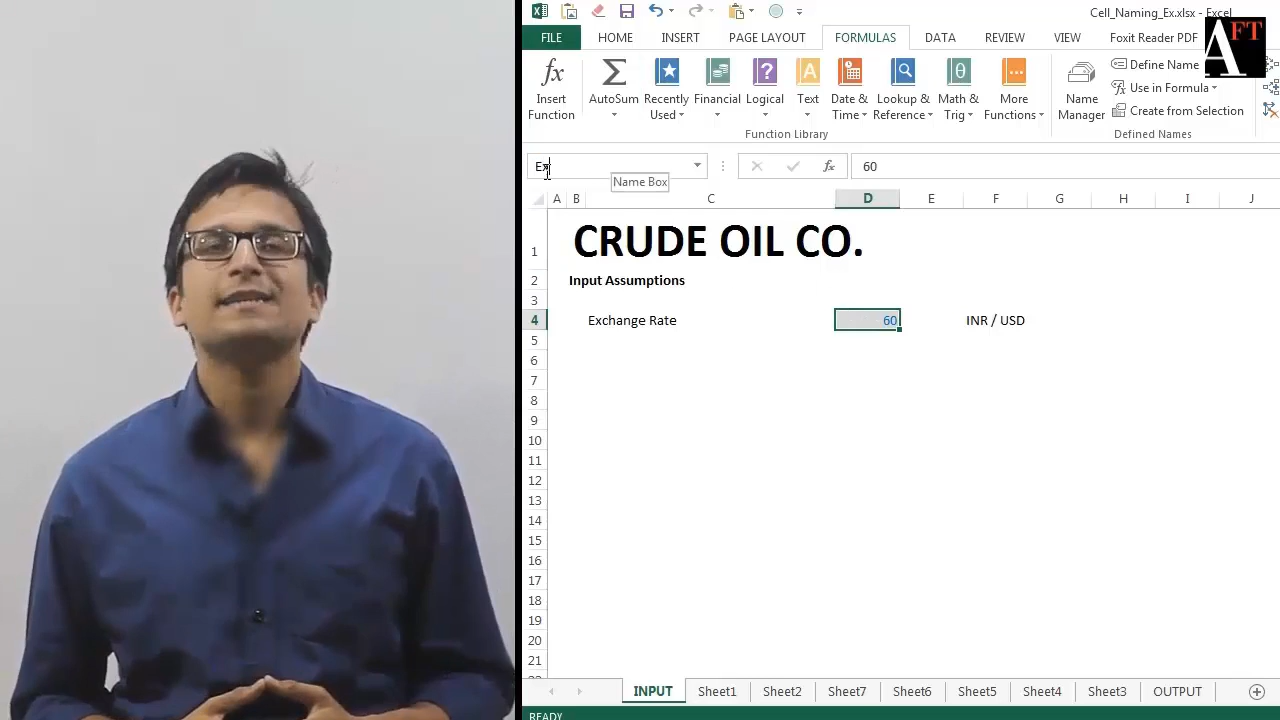 Cell_Naming_Ex.xlsx - Excel
AFT
FILE HOME INSERT PAGE LAYOUT FORMULAS DATA REVIEW VIEW Foxit Reader PDF
fx Σ θ
Insert Function
AutoSum
Recently Used
Financial
Logical
Text
Date & Time
Lookup & Reference
Math & Trig
More Functions
Name Manager
Define Name
Use in Formula
Create from Selection
Function Library
Defined Names
Ex fx 60
Name Box
A B C D E F G H I J
1 CRUDE OIL CO.
2 Input Assumptions
3
4 Exchange Rate 60 INR / USD
5
6
7
8
9
10
11
12
13
14
15
16
17
18
19
20
21
INPUT Sheet1 Sheet2 Sheet7 Sheet6 Sheet5 Sheet4 Sheet3 OUTPUT
READY